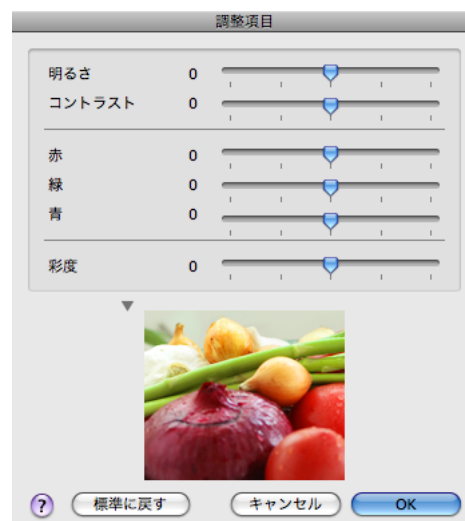 調整項目
明るさ 0
コントラスト 0
赤 0
緑 0
青 0
彩度 0
? 標準に戻す キャンセル OK